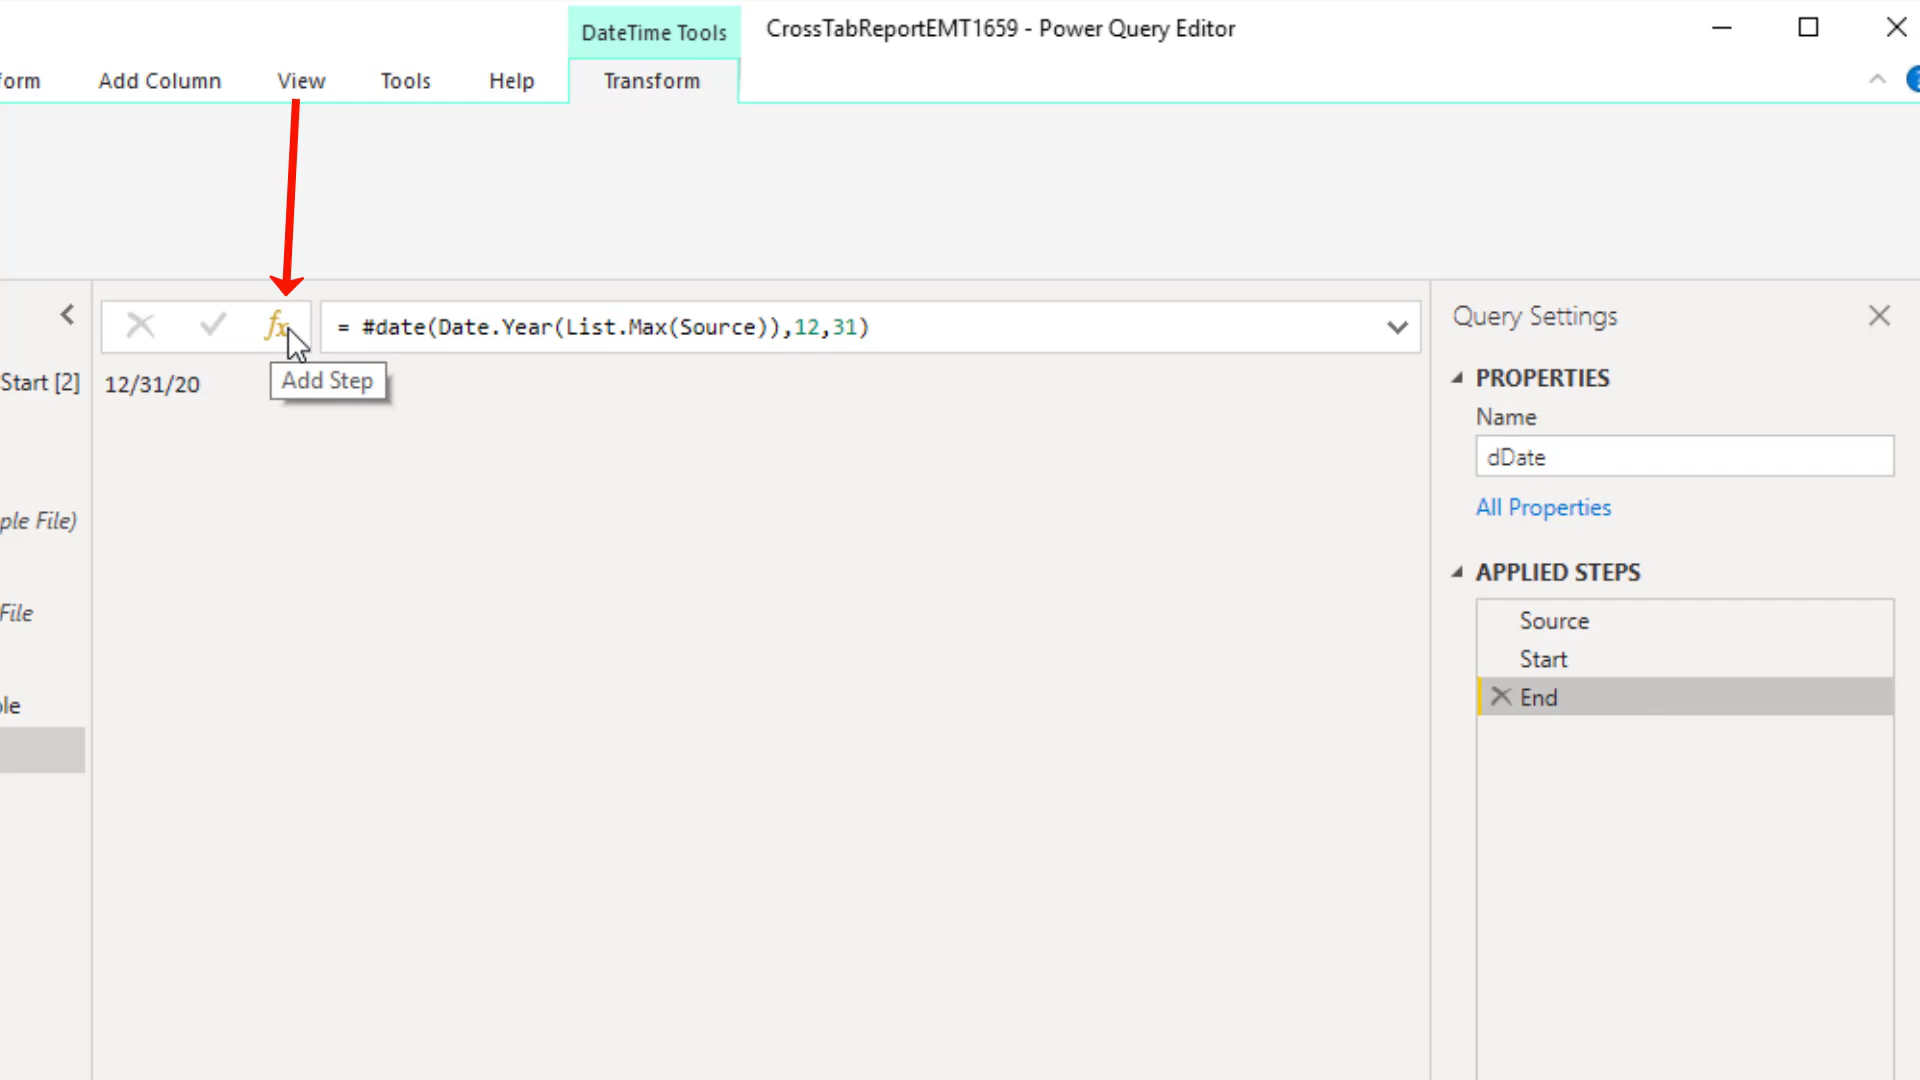 DateTime Tools
CrossTabReportEMT1659 - Power Query Editor
orm
Add Column
View
Tools
Help
Transform
fx
= #date(Date.Year(List.Max(Source)),12,31)
Add Step
Start [2]
12/31/20
ple File)
File
le
Query Settings
PROPERTIES
Name
dDate
All Properties
APPLIED STEPS
Source
Start
End